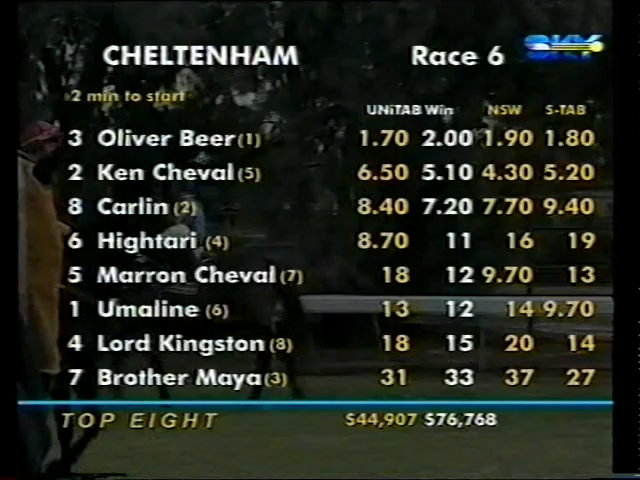 CHELTENHAM Race 6 SKY
2 min to start
UNiTAB Win NSW S-TAB
3 Oliver Beer (1) 1.70 2.00 1.90 1.80
2 Ken Cheval (5) 6.50 5.10 4.30 5.20
8 Carlin (2) 8.40 7.20 7.70 9.40
6 Hightari (4) 8.70 11 16 19
5 Marron Cheval (7) 18 12 9.70 13
1 Umaline (6) 13 12 14 9.70
4 Lord Kingston (8) 18 15 20 14
7 Brother Maya (3) 31 33 37 27
TOP EIGHT $44,907 $76,768